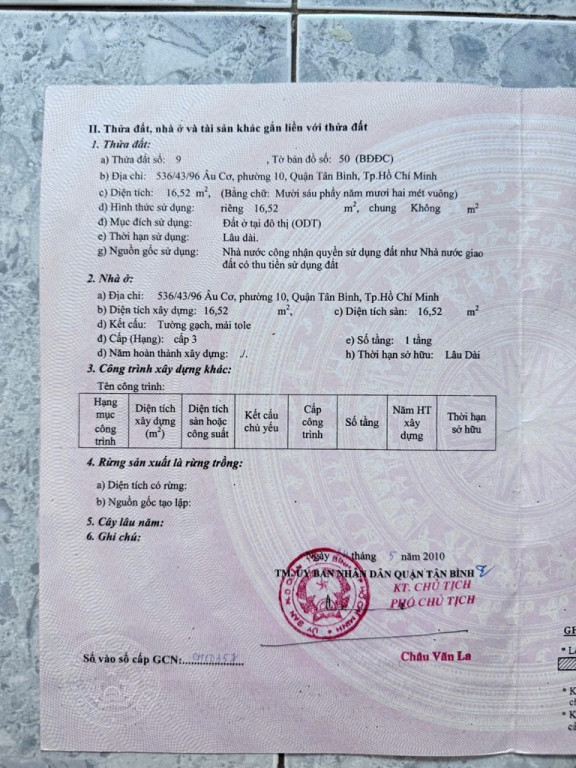 II. Thửa đất, nhà ở và tài sản khác gắn liền với thửa đất
1. Thửa đất:
a) Thửa đất số: 9 , Tờ bản đồ số: 50 (BĐĐC)
b) Địa chỉ: 536/43/96 Âu Cơ, phường 10, Quận Tân Bình, Tp.Hồ Chí Minh
c) Diện tích: 16,52 m², (Bằng chữ: Mười sáu phẩy năm mươi hai mét vuông)
d) Hình thức sử dụng: riêng 16,52 m², chung Không m²
đ) Mục đích sử dụng: Đất ở tại đô thị (ODT)
e) Thời hạn sử dụng: Lâu dài.
g) Nguồn gốc sử dụng: Nhà nước công nhận quyền sử dụng đất như Nhà nước giao
đất có thu tiền sử dụng đất
2. Nhà ở:
a) Địa chỉ: 536/43/96 Âu Cơ, phường 10, Quận Tân Bình, Tp.Hồ Chí Minh
b) Diện tích xây dựng: 16,52 m², c) Diện tích sàn: 16,52 m²
d) Kết cấu: Tường gạch, mái tole
đ) Cấp (Hạng): cấp 3 e) Số tầng: 1 tầng
d) Năm hoàn thành xây dựng: ./. h) Thời hạn sở hữu: Lâu Dài
3. Công trình xây dựng khác:
Tên công trình:
Hạng mục công trình
Diện tích xây dựng (m²)
Diện tích sàn hoặc công suất
Kết cấu chủ yếu
Cấp công trình
Số tầng
Năm HT xây dựng
Thời hạn sở hữu
4. Rừng sản xuất là rừng trồng:
a) Diện tích có rừng:
b) Nguồn gốc tạo lập:
5. Cây lâu năm:
6. Ghi chú:
Ngày tháng 5 năm 2010
TM.ỦY BAN NHÂN DÂN QUẬN TÂN BÌNH
KT. CHỦ TỊCH
PHÓ CHỦ TỊCH
Số vào sổ cấp GCN:
Châu Văn La